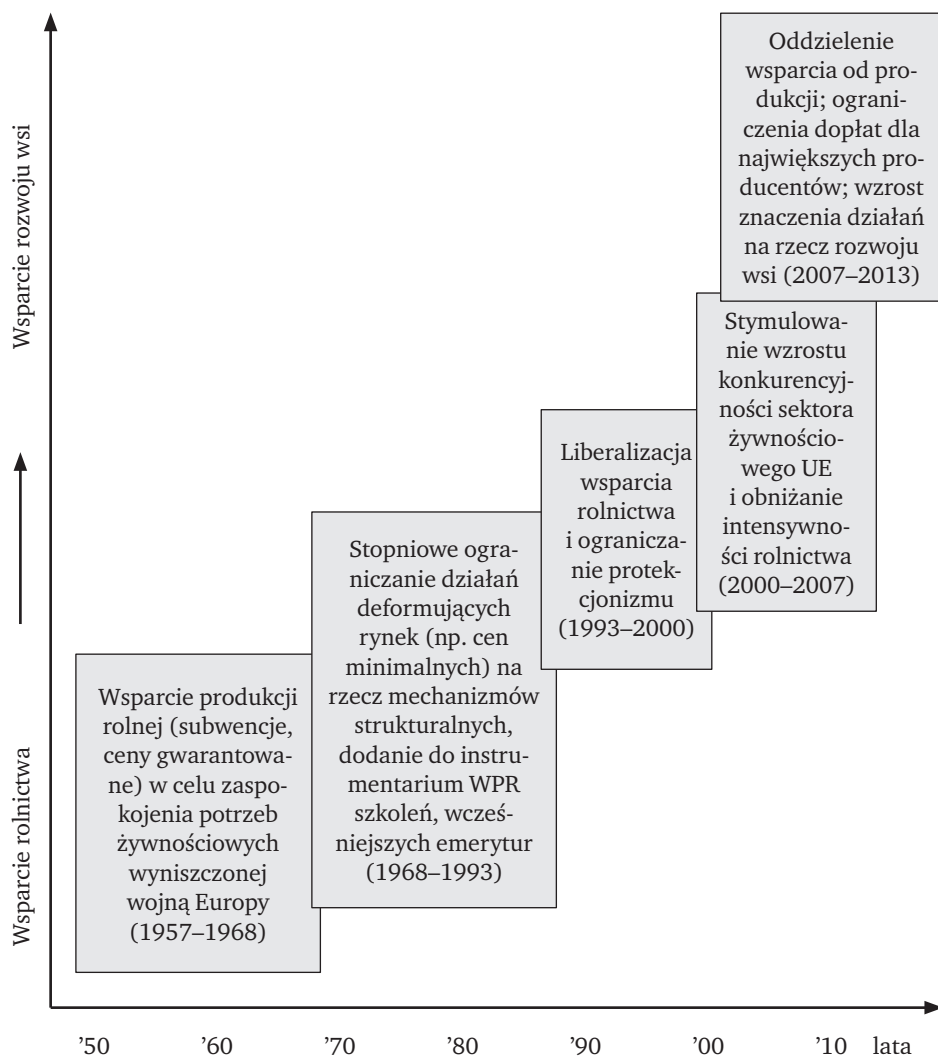 Oddzielenie
wsparcia od pro-
dukcji; ograni-
czenia dopłat dla
największych pro-
ducentów; wzrost
znaczenia działań
na rzecz rozwoju
wsi (2007–2013)
Stymulowa-
nie wzrostu
konkurencyj-
ności sektora
żywnościo-
wego UE
i obniżanie
intensywno-
ści rolnictwa
(2000–2007)
Liberalizacja
wsparcia
rolnictwa
i ogranicza-
nie protek-
cjonizmu
(1993–2000)
Stopniowe ogra-
niczanie działań
deformujących
rynek (np. cen
minimalnych) na
rzecz mechanizmów
strukturalnych,
dodanie do instru-
mentarium WPR
szkoleń, wcześ-
niejszych emerytur
(1968–1993)
Wsparcie produkcji
rolnej (subwencje,
ceny gwarantowa-
ne) w celu zaspo-
kojenia potrzeb
żywnościowych
wyniszczonej
wojną Europy
(1957–1968)
Wsparcie rozwoju wsi
Wsparcie rolnictwa
'50 '60 '70 '80 '90 '00 '10 lata